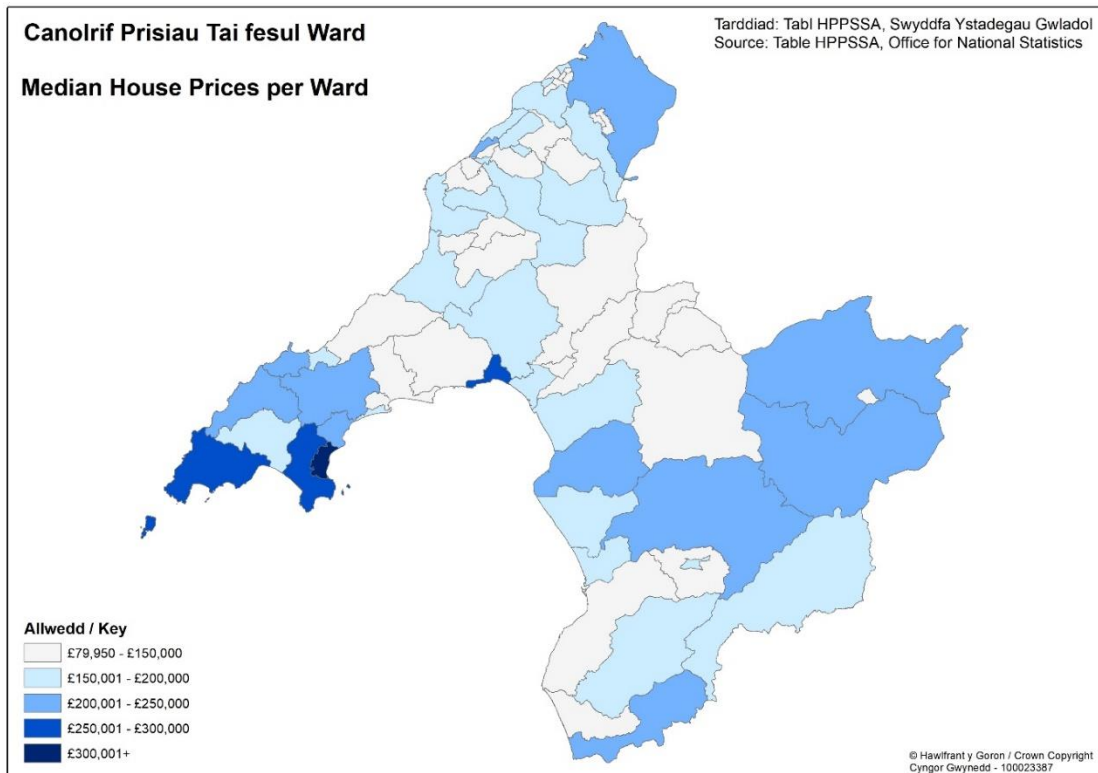 Canolrif Prisiau Tai fesul Ward
Median House Prices per Ward
Tarddiad: Tabl HPPSSA, Swyddfa Ystadegau Gwladol
Source: Table HPPSSA, Office for National Statistics
Allwedd / Key
£79,950 - £150,000
£150,001 - £200,000
£200,001 - £250,000
£250,001 - £300,000
£300,001+
© Hawlfraint y Goron / Crown Copyright
Cyngor Gwynedd - 100023387